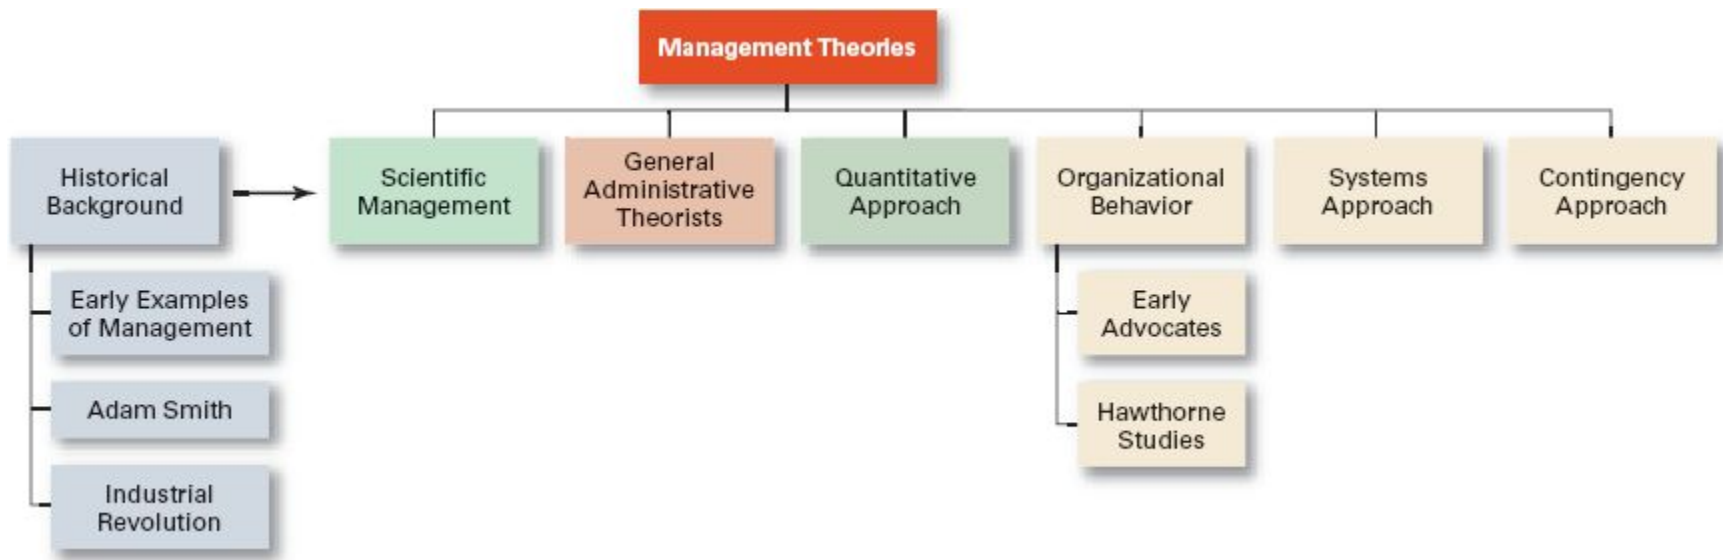 Management Theories
Historical
Background
Scientific
Management
General
Administrative
Theorists
Quantitative
Approach
Organizational
Behavior
Systems
Approach
Contingency
Approach
Early Examples
of Management
Adam Smith
Industrial
Revolution
Early
Advocates
Hawthorne
Studies